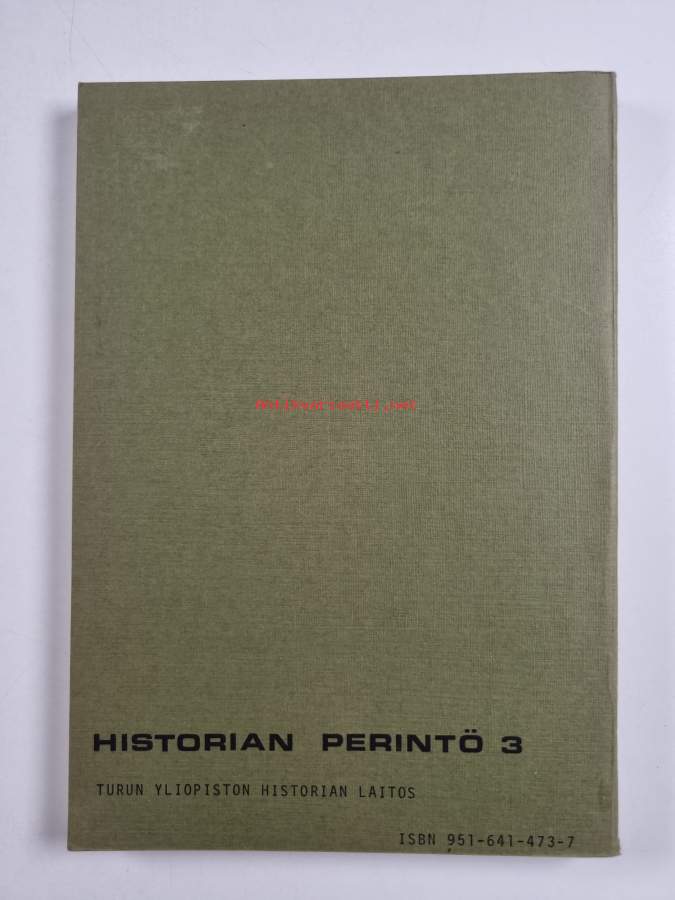 Antikvariaatti.net
HISTORIAN PERINTÖ 3
TURUN YLIOPISTON HISTORIAN LAITOS
ISBN 951-641-473-7